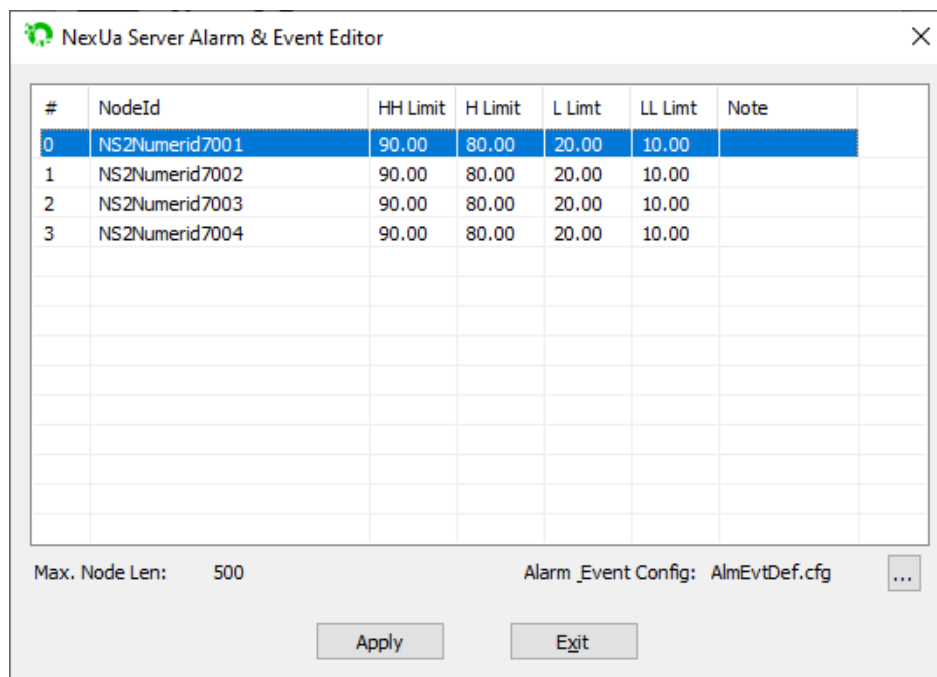 NexUa Server Alarm & Event Editor
# NodeId HH Limit H Limit L Limt LL Limt Note
0 NS2Numerid7001 90.00 80.00 20.00 10.00
1 NS2Numerid7002 90.00 80.00 20.00 10.00
2 NS2Numerid7003 90.00 80.00 20.00 10.00
3 NS2Numerid7004 90.00 80.00 20.00 10.00
Max. Node Len: 500 Alarm_Event Config: AlmEvtDef.cfg ...
Apply Exit